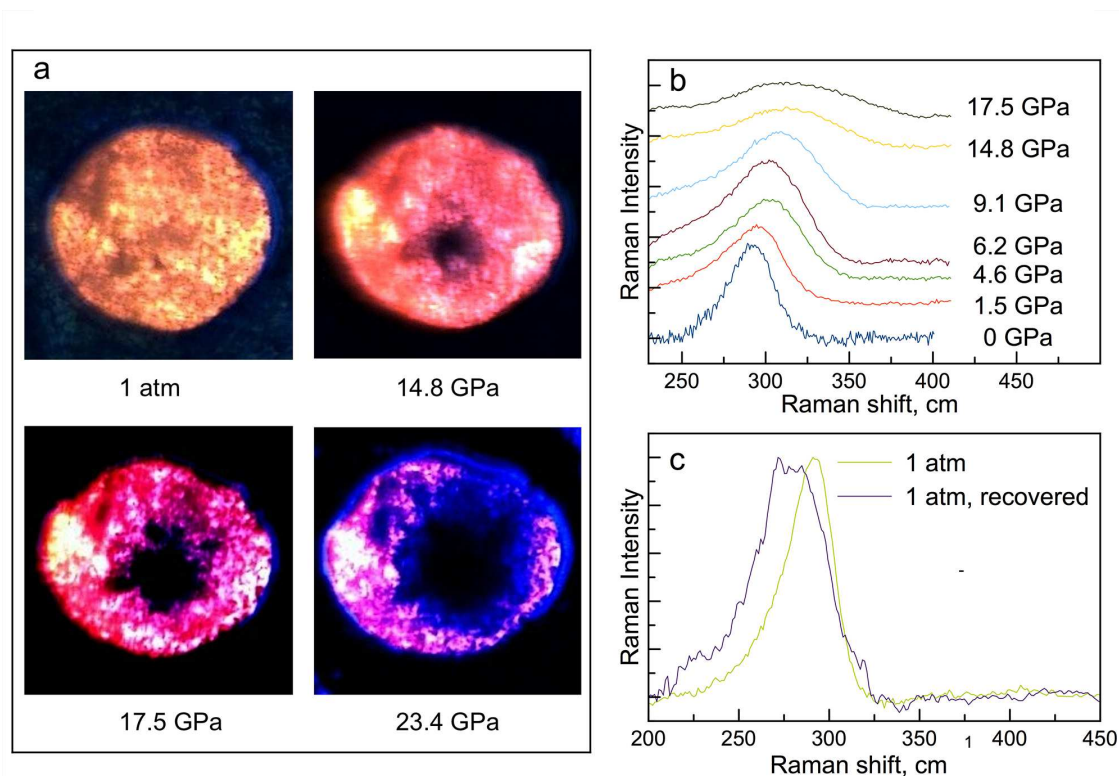 a
1 atm
14.8 GPa
17.5 GPa
23.4 GPa
b
17.5 GPa
14.8 GPa
9.1 GPa
6.2 GPa
4.6 GPa
1.5 GPa
0 GPa
Raman Intensity
250 300 350 400 450
Raman shift, cm
c
1 atm
1 atm, recovered
-
Raman Intensity
200 250 300 350 400 450
1
Raman shift, cm